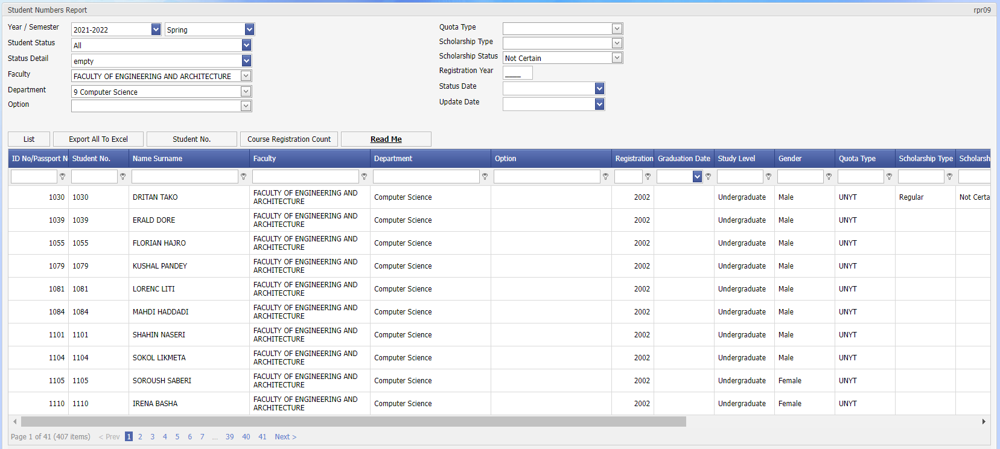 Student Numbers Report rpr09
Year / Semester 2021-2022 Spring Quota Type
Student Status All Scholarship Type
Status Detail empty Scholarship Status Not Certain
Faculty FACULTY OF ENGINEERING AND ARCHITECTURE Registration Year ____
Department 9 Computer Science Status Date
Option Update Date
List Export All To Excel Student No. Course Registration Count Read Me
ID No/Passport N Student No. Name Surname Faculty Department Option Registration Graduation Date Study Level Gender Quota Type Scholarship Type Scholarsh
1030 1030 DRITAN TAKO FACULTY OF ENGINEERING AND Computer Science 2002 Undergraduate Male UNYT Regular Not Certa
ARCHITECTURE
1039 1039 ERALD DORE FACULTY OF ENGINEERING AND Computer Science 2002 Undergraduate Male UNYT
ARCHITECTURE
1055 1055 FLORIAN HAJRO FACULTY OF ENGINEERING AND Computer Science 2002 Undergraduate Male UNYT
ARCHITECTURE
1079 1079 KUSHAL PANDEY FACULTY OF ENGINEERING AND Computer Science 2002 Undergraduate Male UNYT
ARCHITECTURE
1081 1081 LORENC LITI FACULTY OF ENGINEERING AND Computer Science 2002 Undergraduate Male UNYT
ARCHITECTURE
1084 1084 MAHDI HADDADI FACULTY OF ENGINEERING AND Computer Science 2002 Undergraduate Male UNYT
ARCHITECTURE
1101 1101 SHAHIN NASERI FACULTY OF ENGINEERING AND Computer Science 2002 Undergraduate Male UNYT
ARCHITECTURE
1104 1104 SOKOL LIKMETA FACULTY OF ENGINEERING AND Computer Science 2002 Undergraduate Male UNYT
ARCHITECTURE
1105 1105 SOROUSH SABERI FACULTY OF ENGINEERING AND Computer Science 2002 Undergraduate Female UNYT
ARCHITECTURE
1110 1110 IRENA BASHA FACULTY OF ENGINEERING AND Computer Science 2002 Undergraduate Female UNYT
ARCHITECTURE
Page 1 of 41 (407 items) < Prev 1 2 3 4 5 6 7 ... 39 40 41 Next >